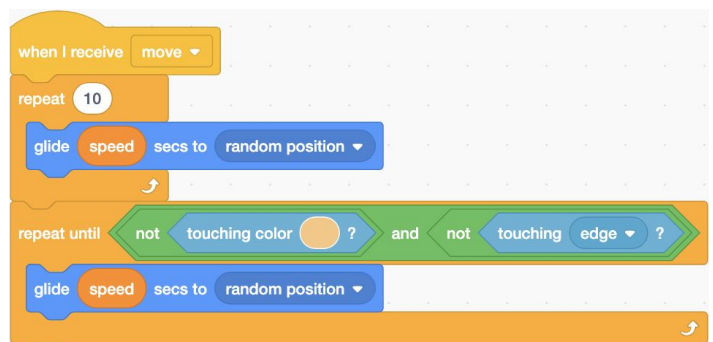 when I receive move
repeat 10
glide speed secs to random position
repeat until not touching color ? and not touching edge ?
glide speed secs to random position